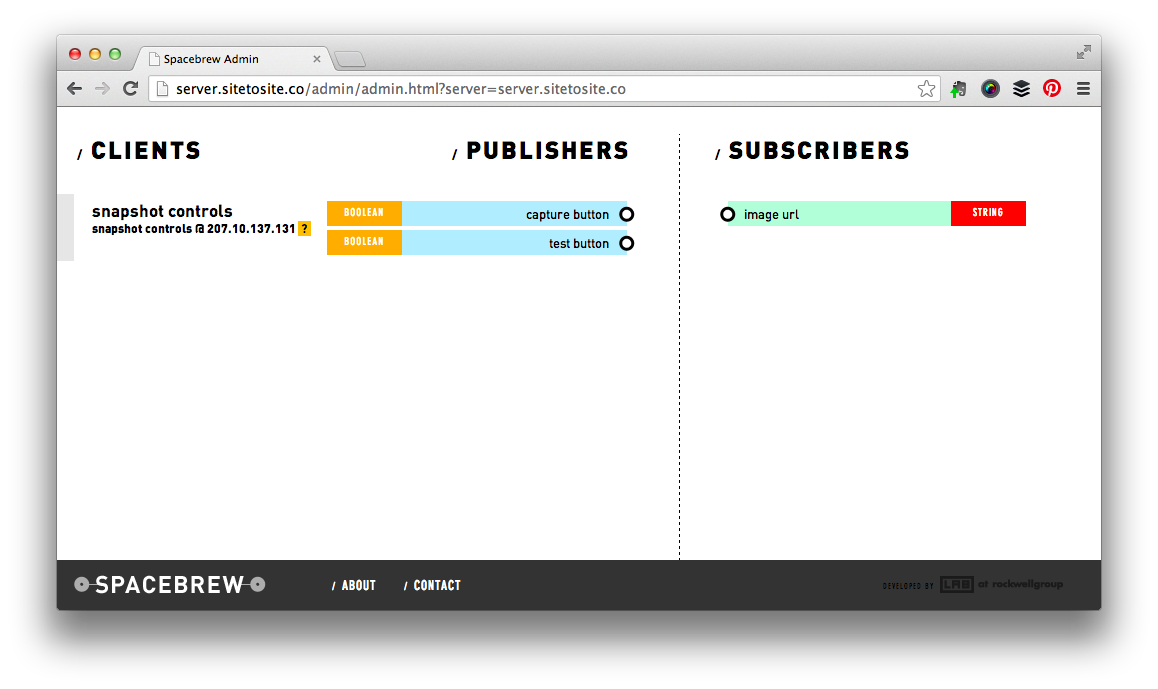 Spacebrew Admin
server.sitetosite.co/admin/admin.html?server=server.sitetosite.co
/ CLIENTS
/ PUBLISHERS
/ SUBSCRIBERS
snapshot controls
snapshot controls @ 207.10.137.131 ?
BOOLEAN capture button
BOOLEAN test button
image url STRING
SPACEBREW
/ ABOUT / CONTACT
DEVELOPED BY LAB at rockwellgroup